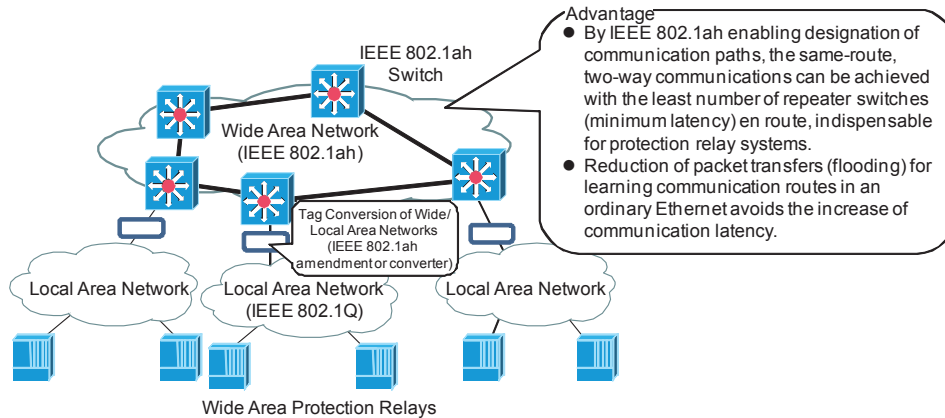 Advantage
● By IEEE 802.1ah enabling designation of
communication paths, the same-route,
two-way communications can be achieved
with the least number of repeater switches
(minimum latency) en route, indispensable
for protection relay systems.
● Reduction of packet transfers (flooding) for
learning communication routes in an
ordinary Ethernet avoids the increase of
communication latency.
IEEE 802.1ah
Switch
Wide Area Network
(IEEE 802.1ah)
Tag Conversion of Wide/
Local Area Networks
(IEEE 802.1ah
amendment or converter)
Local Area Network
Local Area Network
(IEEE 802.1Q)
Local Area Network
Wide Area Protection Relays